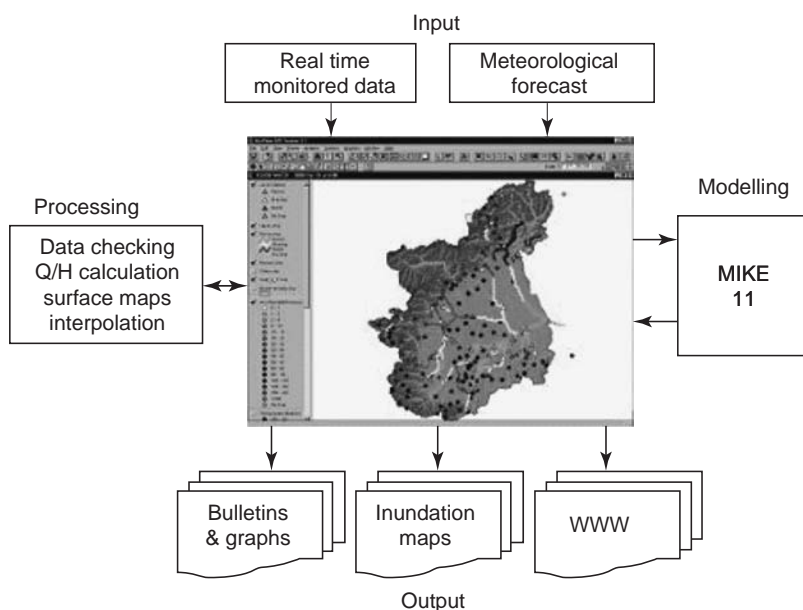 Input
Real time
monitored data
Meteorological
forecast
Processing
Data checking
Q/H calculation
surface maps
interpolation
Modelling
MIKE
11
Bulletins
& graphs
Inundation
maps
WWW
Output